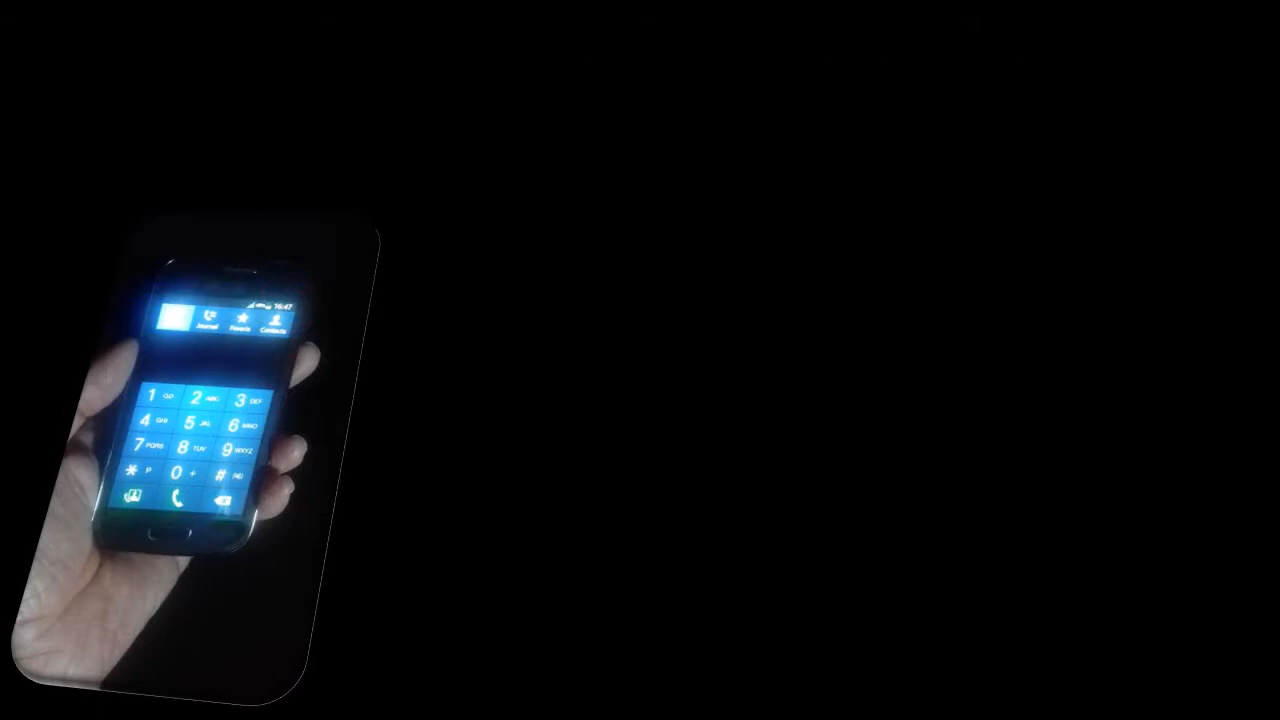 16:47
Journal Favoris Contacts
1 2 ABC 3 DEF
4 GHI 5 JKL 6 MNO
7 PQRS 8 TUV 9 WXYZ
* P 0 + #